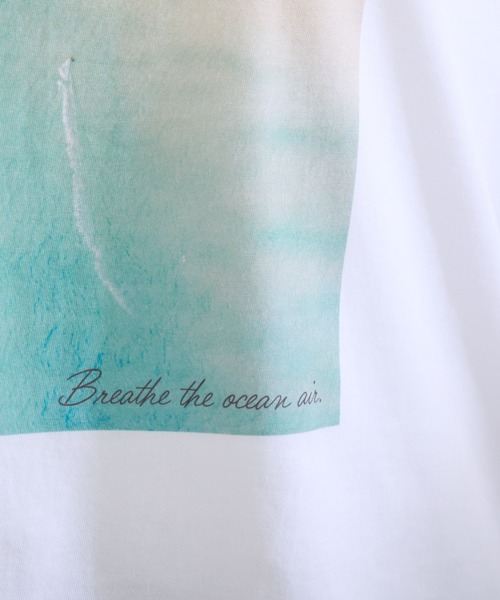 Breathe the ocean air.